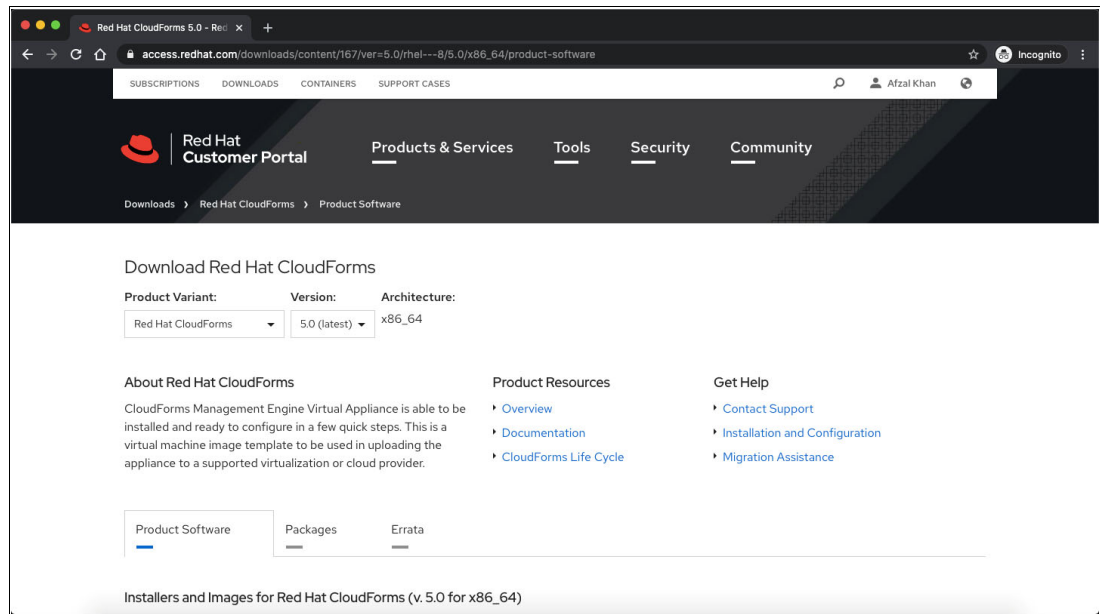 Red Hat CloudForms 5.0 - Red
access.redhat.com/downloads/content/167/ver=5.0/rhel---8/5.0/x86_64/product-software
Incognito
SUBSCRIPTIONS DOWNLOADS CONTAINERS SUPPORT CASES Afzal Khan
Red Hat
Customer Portal
Products & Services Tools Security Community
Downloads Red Hat CloudForms Product Software
Download Red Hat CloudForms
Product Variant: Version: Architecture:
Red Hat CloudForms 5.0 (latest) x86_64
About Red Hat CloudForms
CloudForms Management Engine Virtual Appliance is able to be
installed and ready to configure in a few quick steps. This is a
virtual machine image template to be used in uploading the
appliance to a supported virtualization or cloud provider.
Product Resources
Overview
Documentation
CloudForms Life Cycle
Get Help
Contact Support
Installation and Configuration
Migration Assistance
Product Software Packages Errata
Installers and Images for Red Hat CloudForms (v. 5.0 for x86_64)